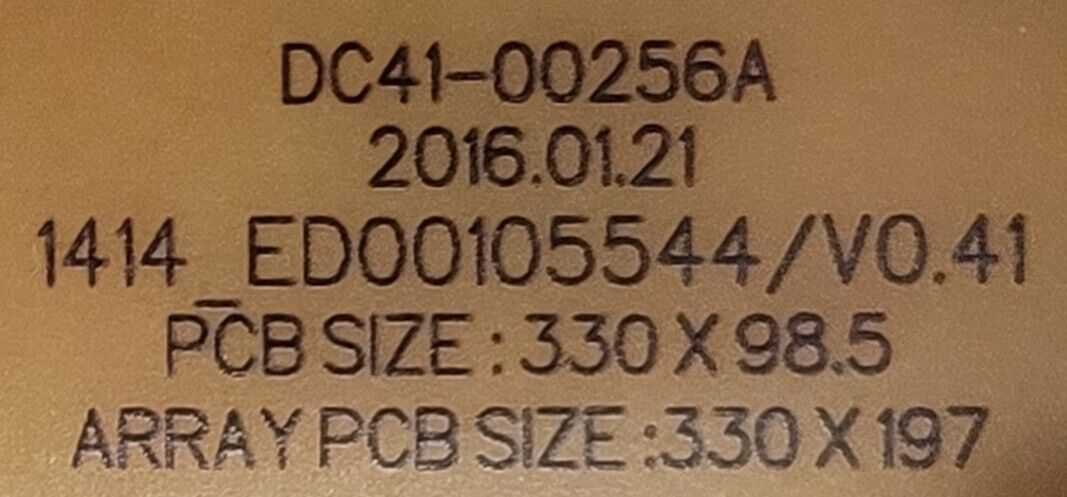 DC41-00256A
2016.01.21
1414_ED00105544/V0.41
PCB SIZE : 330 X 98.5
ARRAY PCB SIZE :330 X 197